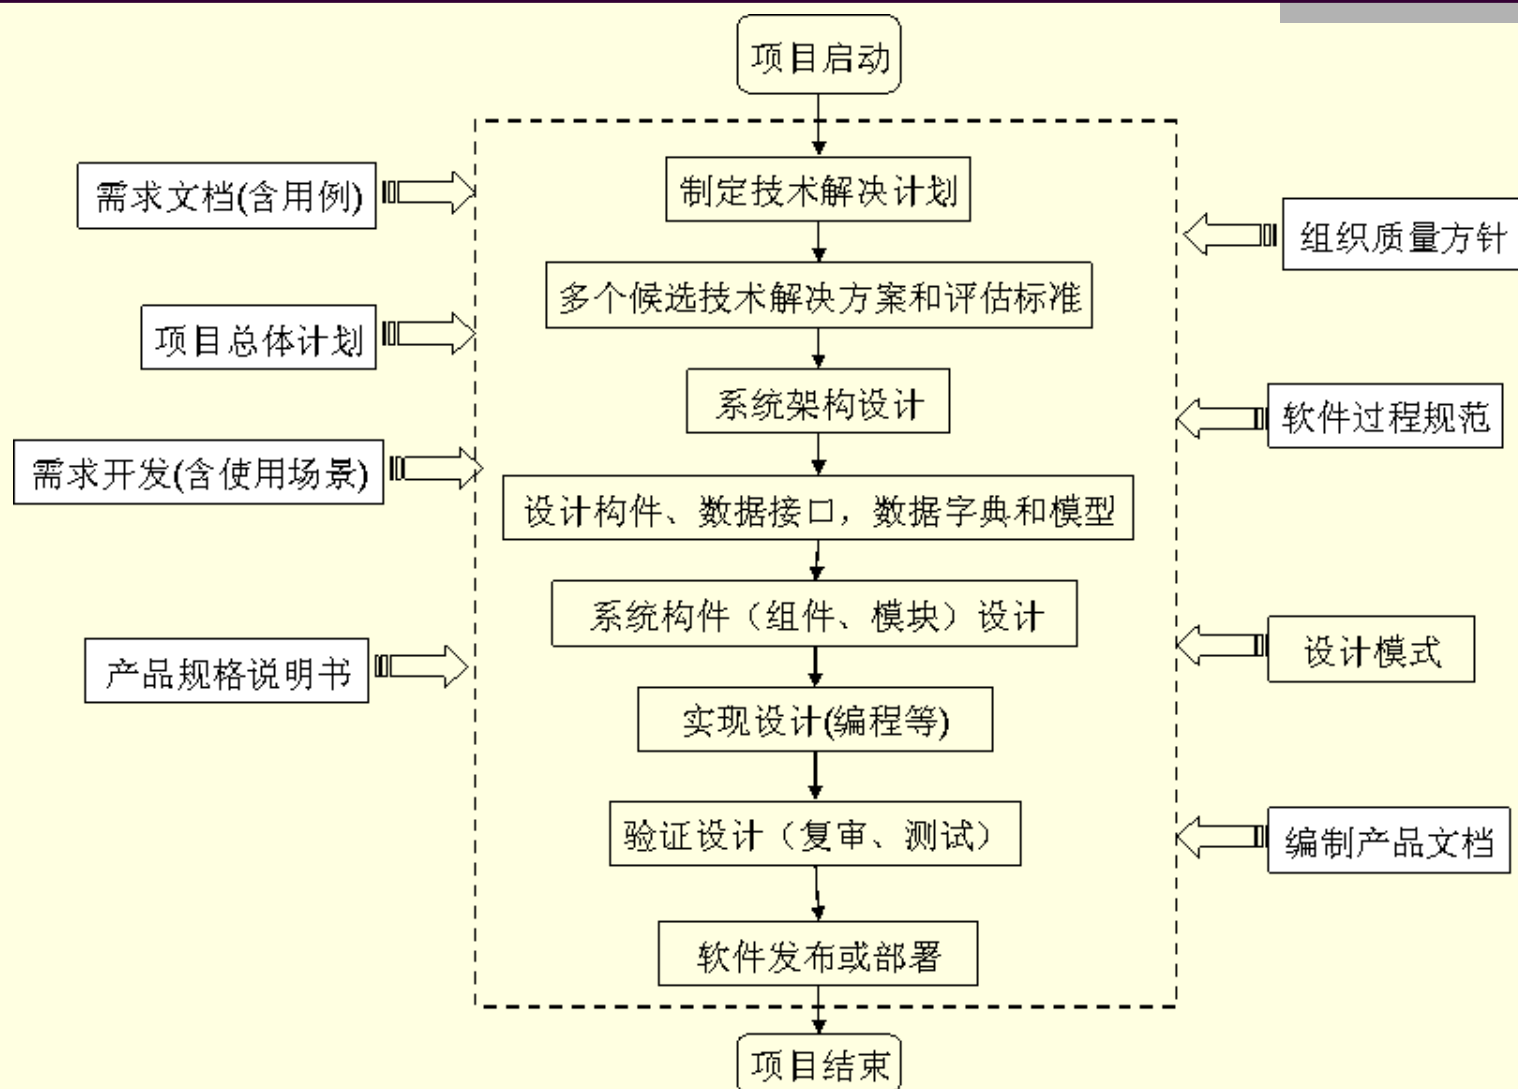 项目启动
制定技术解决计划
需求文档(含用例)
组织质量方针
多个候选技术解决方案和评估标准
项目总体计划
系统架构设计
软件过程规范
需求开发(含使用场景)
设计构件、数据接口，数据字典和模型
系统构件（组件、模块）设计
设计模式
产品规格说明书
实现设计(编程等)
验证设计（复审、测试）
编制产品文档
软件发布或部署
项目结束